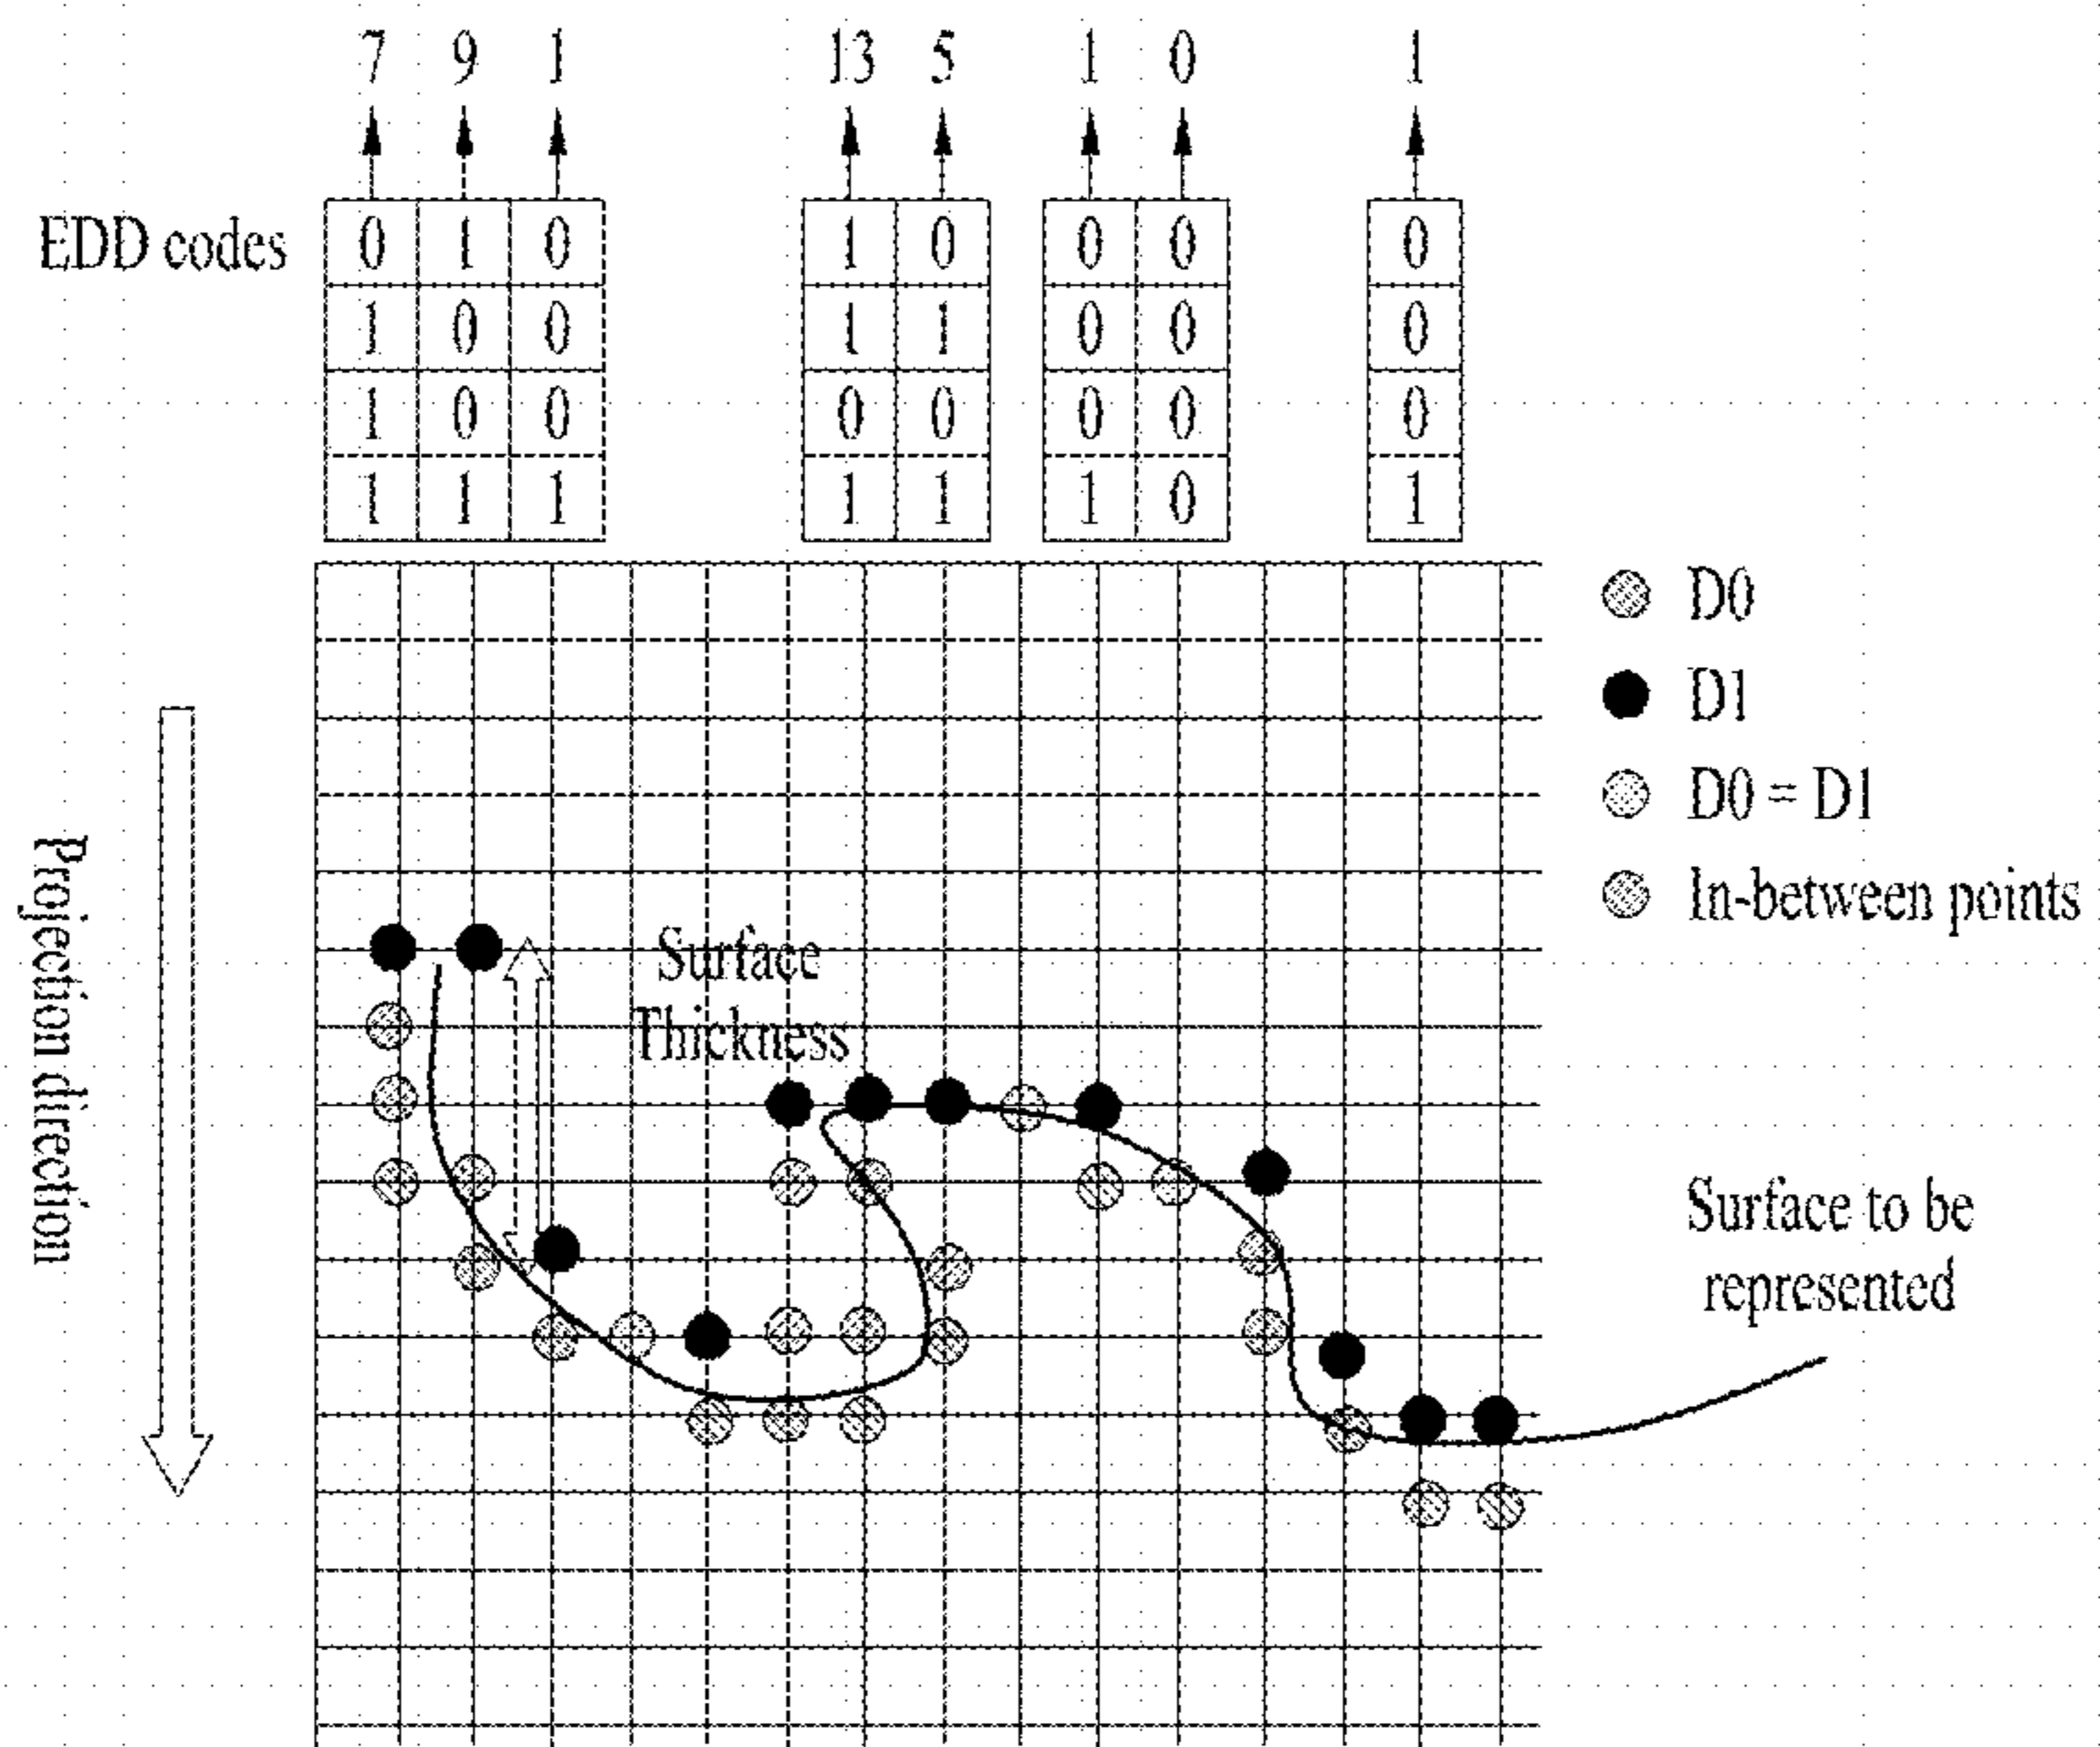 7 9 1 13 5 1 0 1
EDD codes 0 1 0 1 0 0 0 0
1 0 0 1 1 0 0 0
1 0 0 0 0 0 0 0
1 1 1 1 1 1 0 1
D0
D1
D0 = D1
In-between points
Projection direction
Surface
Thickness
Surface to be
represented